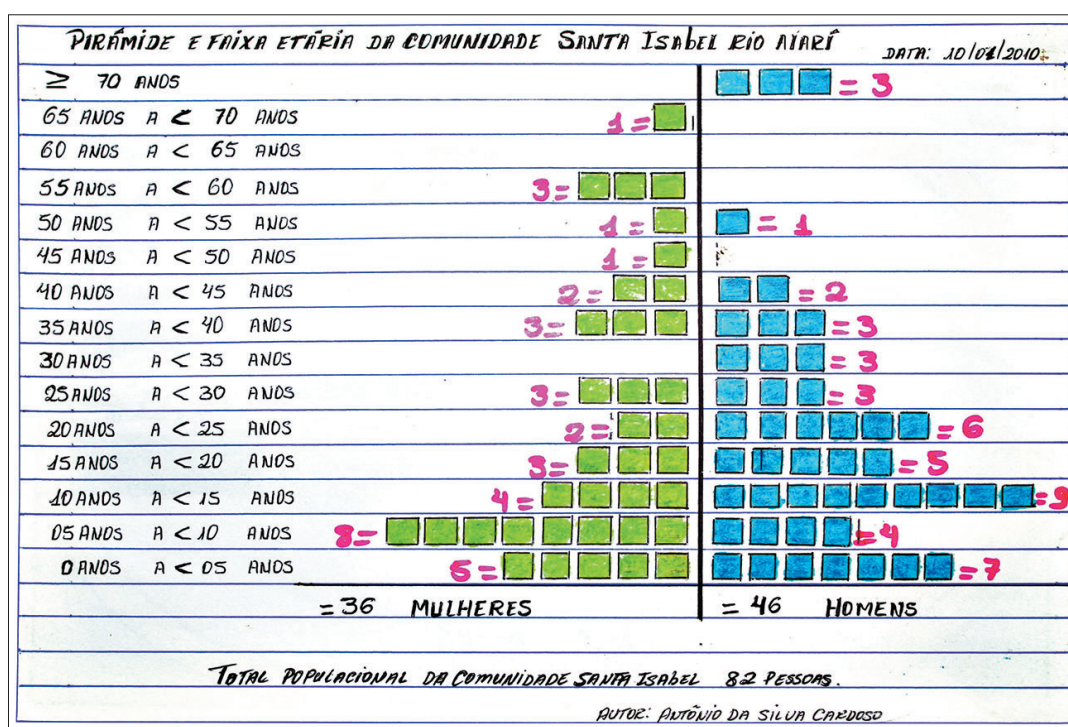 PIRÂMIDE E FAIXA ETÁRIA DA COMUNIDADE SANTA ISABEL RIO AIARÍ DATA: 10/01/2010
≥ 70 ANOS = 3
65 ANOS A < 70 ANOS 1 =
60 ANOS A < 65 ANOS
55 ANOS A < 60 ANOS 3 =
50 ANOS A < 55 ANOS 1 = = 1
45 ANOS A < 50 ANOS 1 =
40 ANOS A < 45 ANOS 2 = = 2
35 ANOS A < 40 ANOS 3 = = 3
30 ANOS A < 35 ANOS = 3
25 ANOS A < 30 ANOS 3 = = 3
20 ANOS A < 25 ANOS 2 = = 6
15 ANOS A < 20 ANOS 3 = = 5
10 ANOS A < 15 ANOS 4 = = 9
05 ANOS A < 10 ANOS 8 = = 4
0 ANOS A < 05 ANOS 5 = = 7
= 36 MULHERES = 46 HOMENS
TOTAL POPULACIONAL DA COMUNIDADE SANTA ISABEL 82 PESSOAS.
AUTOR: ANTÔNIO DA SILVA CARDOSO